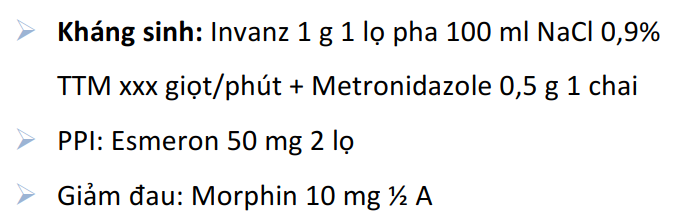 Kháng sinh: Invanz 1 g 1 lọ pha 100 ml NaCl 0,9%
TTM xxx giọt/phút + Metronidazole 0,5 g 1 chai
PPI: Esmeron 50 mg 2 lọ
Giảm đau: Morphin 10 mg ½ A